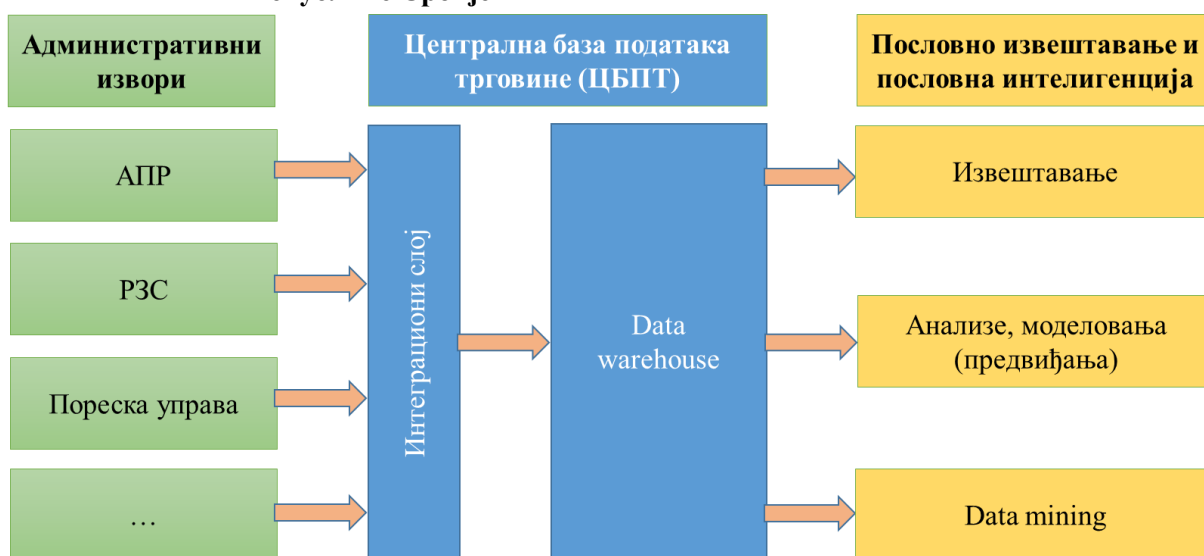 Административни
извори
Централна база података
трговине (ЦБПТ)
Пословно извештавање и
пословна интелигенција
АПР
РЗС
Пореска управа
…
Интеграциони слој
Data
warehouse
Извештавање
Анализе, моделовања
(предвиђања)
Data mining